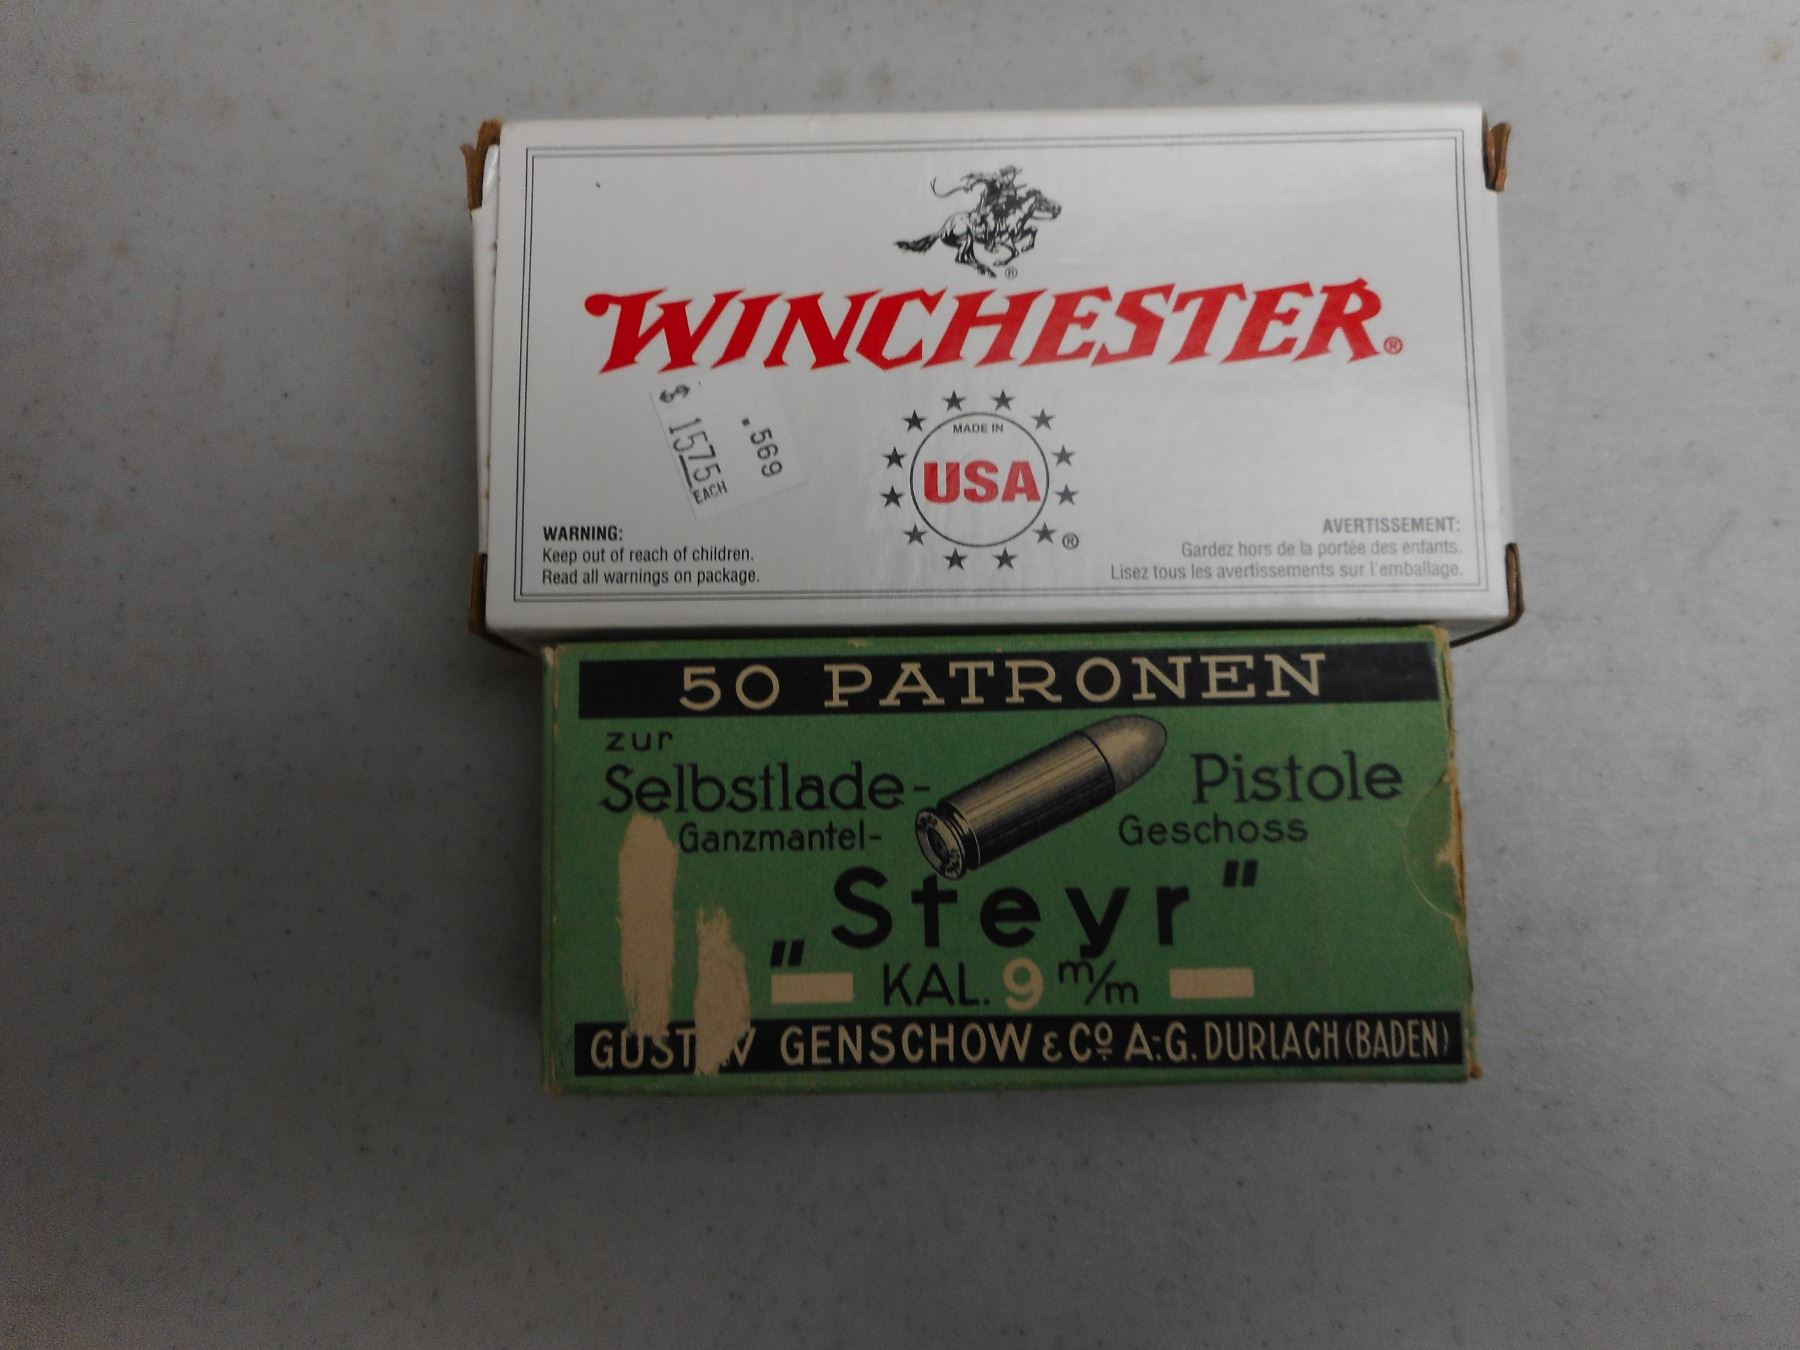 WINCHESTER®
$ 1575 EACH
.569
MADE IN
USA
®
WARNING:
Keep out of reach of children.
Read all warnings on package.
AVERTISSEMENT:
Gardez hors de la portée des enfants.
Lisez tous les avertissements sur l'emballage.
50 PATRONEN
zur
Selbstlade- Pistole
Ganzmantel- Geschoss
„Steyr"
KAL. 9 m/m
GENSCHOW & Co A.-G. DURLACH (BADEN)